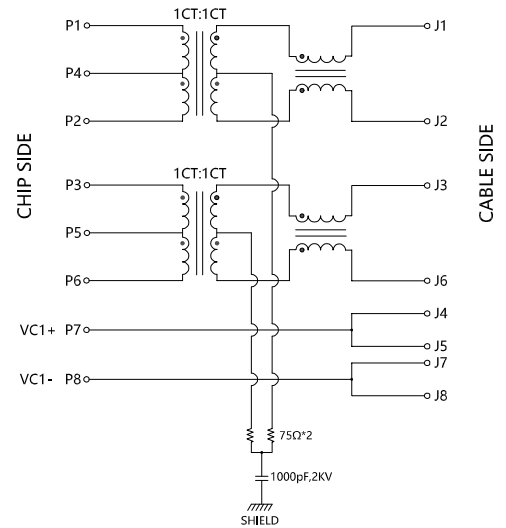 1CT:1CT
P1
J1
P4
P2
J2
CHIP SIDE
CABLE SIDE
1CT:1CT
P3
J3
P5
P6
J6
J4
VC1+ P7
J5
J7
VC1- P8
J8
75Ω*2
1000pF,2KV
SHIELD